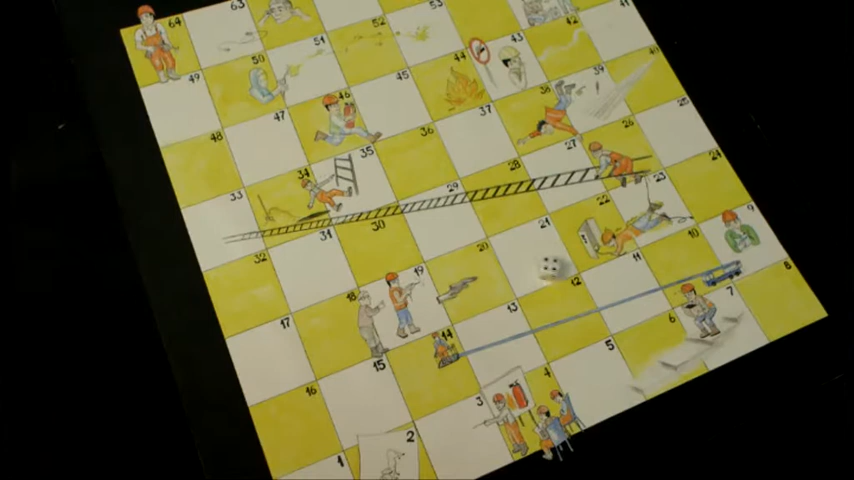 64 63 53 41
49 50 51 52 44 43 42
48 47 46 45 37 38 39 40
33 34 35 36 28 27 26 25
32 31 30 29 21 22 23 24
17 18 19 20 12 11 10 9
16 15 14 13 5 6 7 8
1 2 3 4